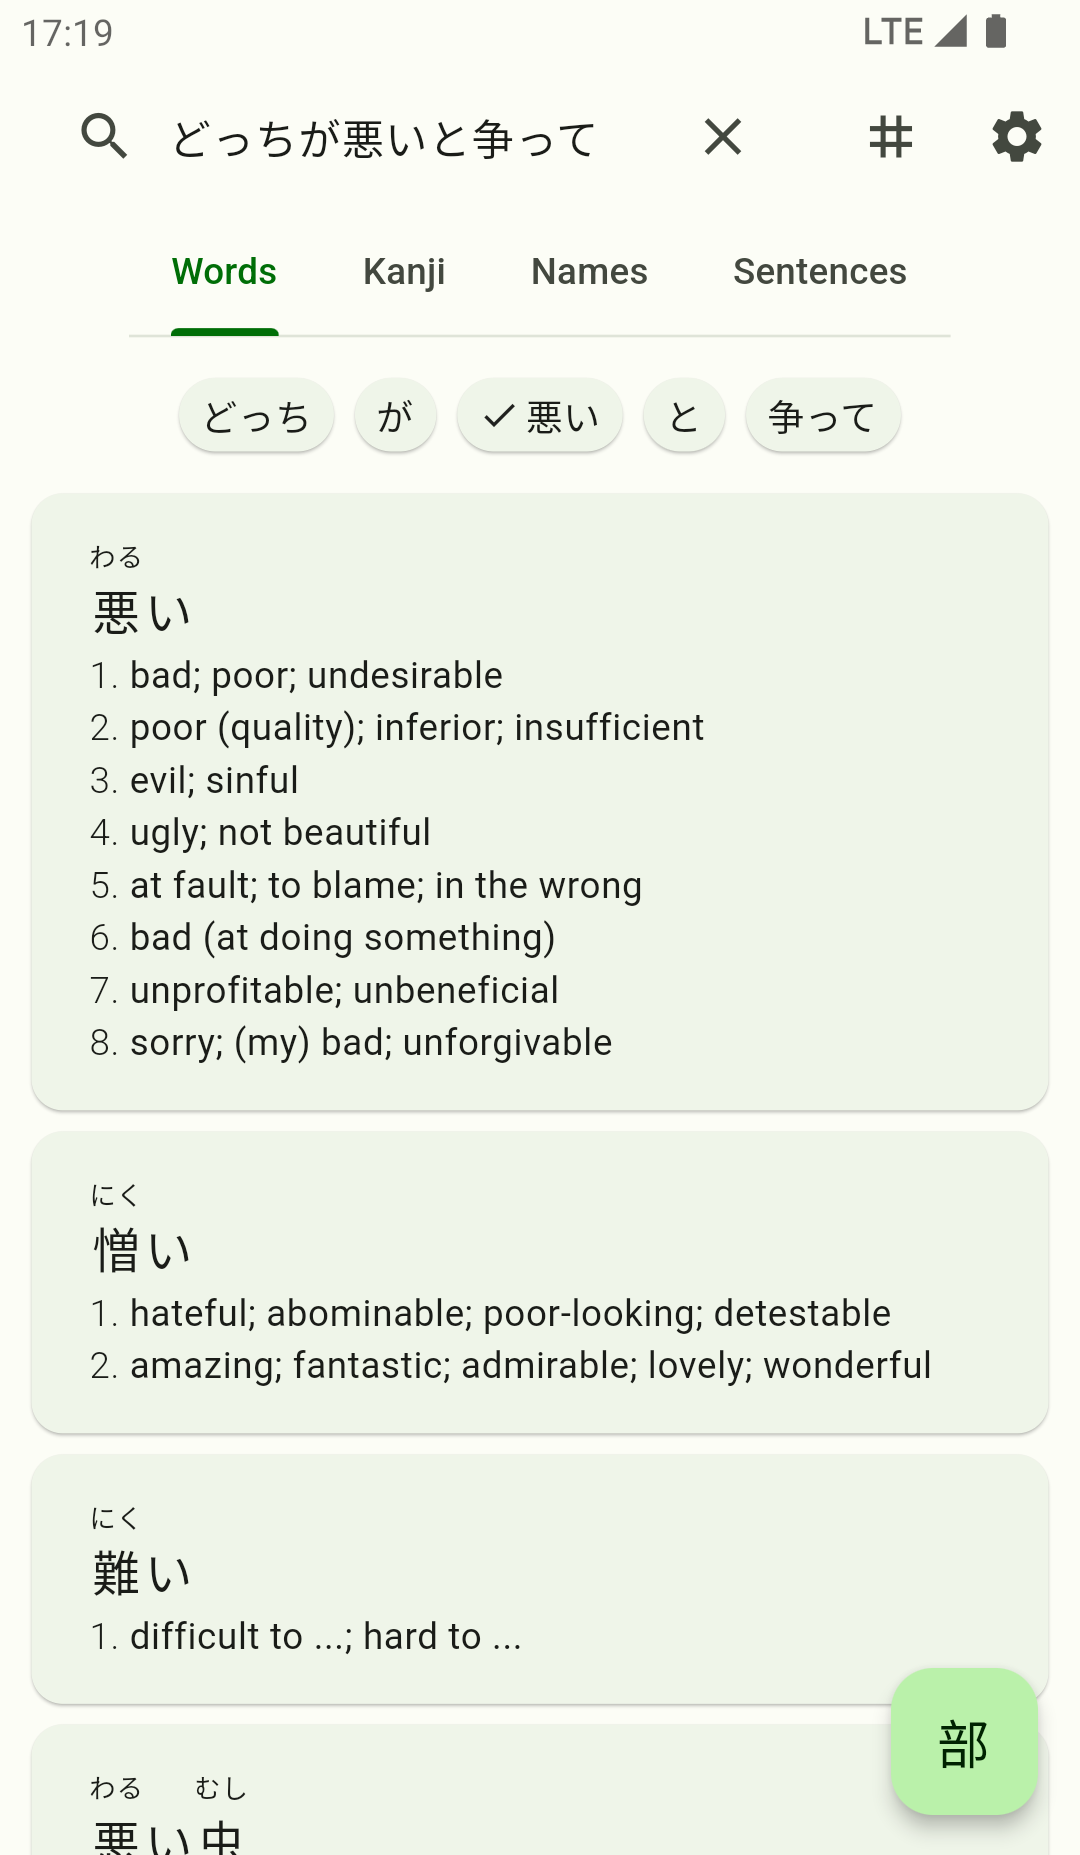 17:19 LTE
どっちが悪いと争って
Words Kanji Names Sentences
どっち が 悪い と 争って
わる
悪い
1. bad; poor; undesirable
2. poor (quality); inferior; insufficient
3. evil; sinful
4. ugly; not beautiful
5. at fault; to blame; in the wrong
6. bad (at doing something)
7. unprofitable; unbeneficial
8. sorry; (my) bad; unforgivable
にく
憎い
1. hateful; abominable; poor-looking; detestable
2. amazing; fantastic; admirable; lovely; wonderful
にく
難い
1. difficult to ...; hard to ...
部
わる むし
悪い虫